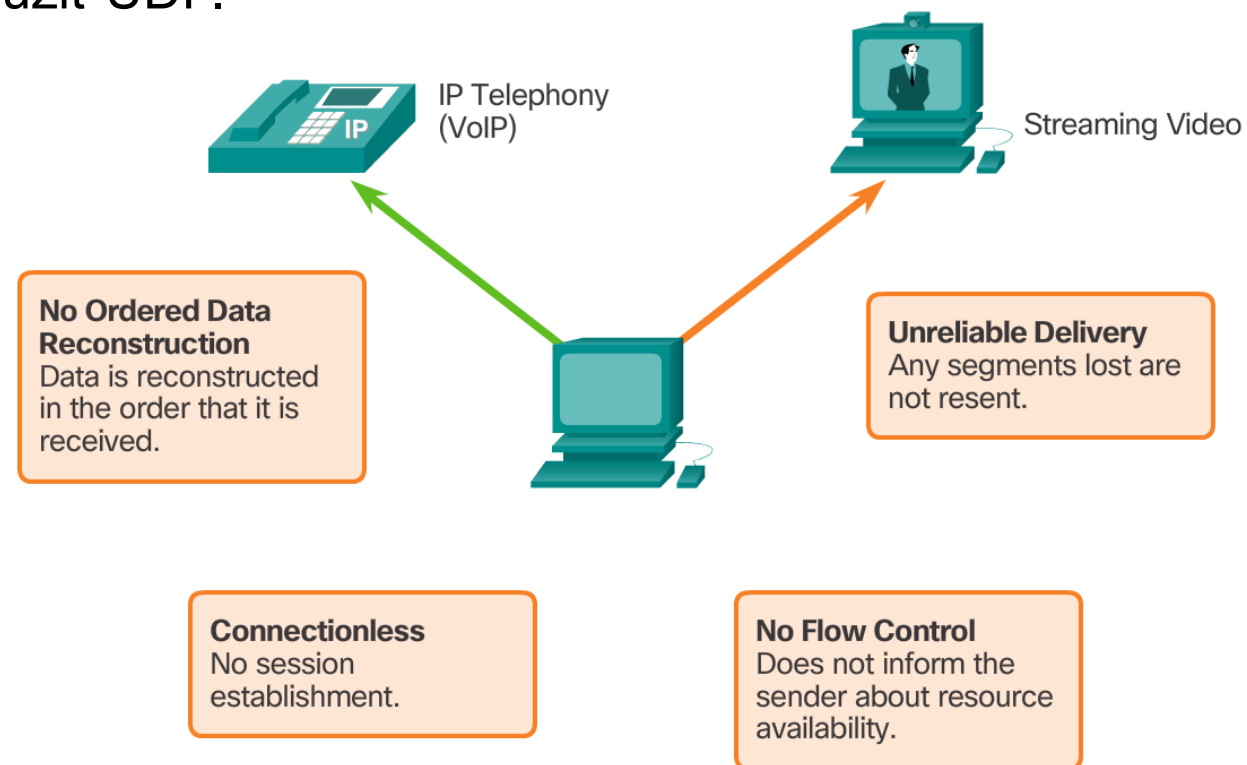 UDP?
IP Telephony
(VoIP)
IP
Streaming Video
No Ordered Data
Reconstruction
Data is reconstructed
in the order that it is
received.
Unreliable Delivery
Any segments lost are
not resent.
Connectionless
No session
establishment.
No Flow Control
Does not inform the
sender about resource
availability.